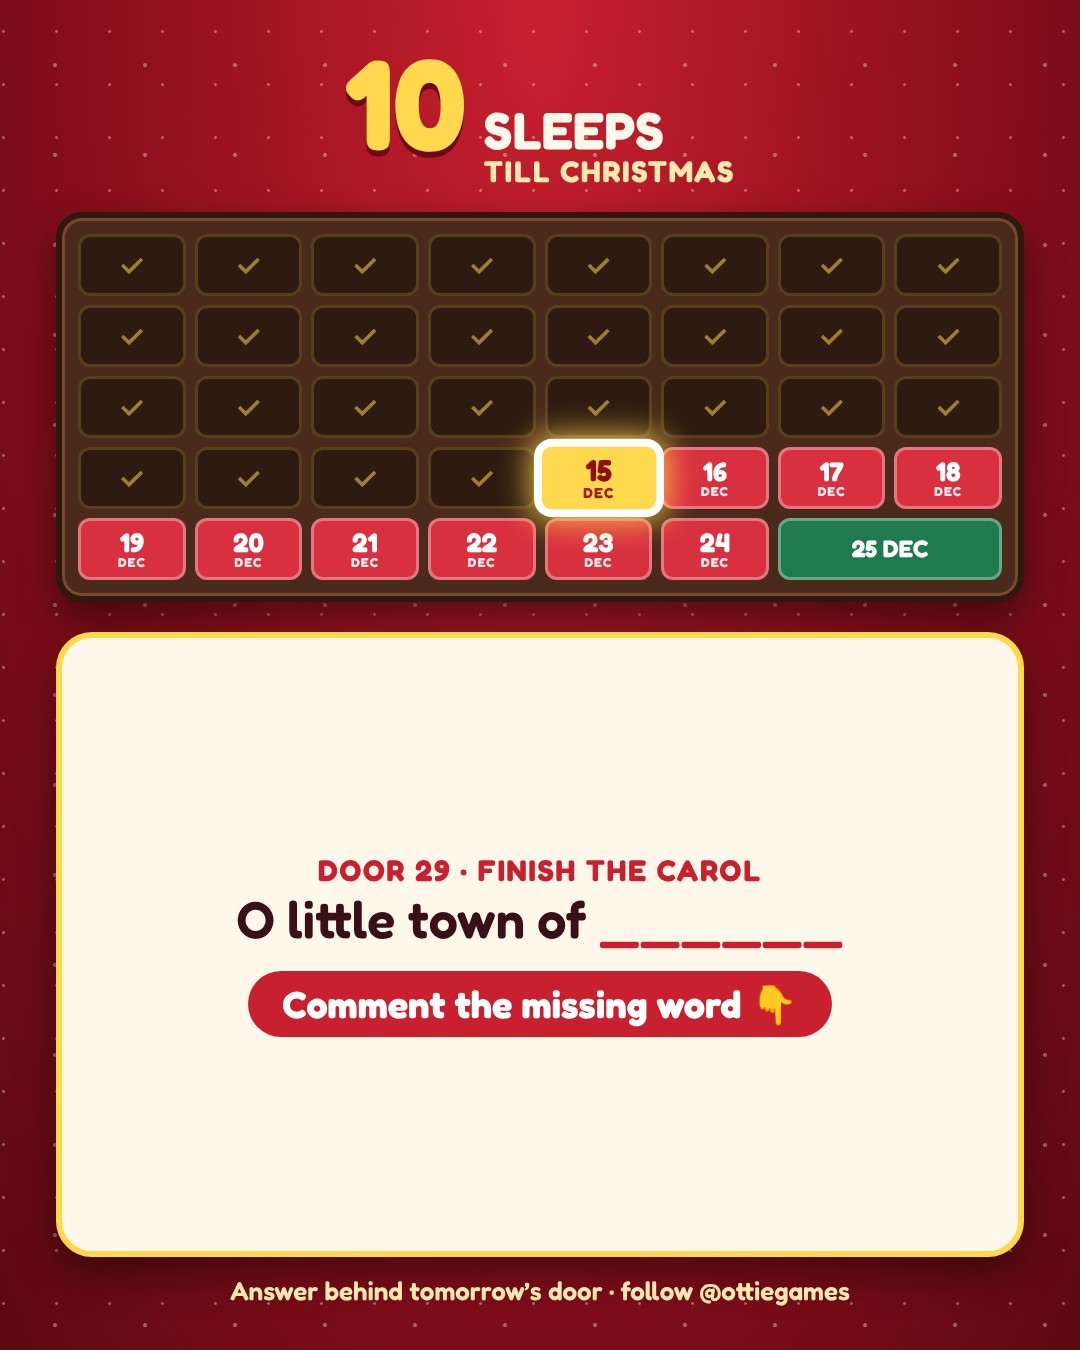 10 SLEEPS
TILL CHRISTMAS
15 DEC 16 DEC 17 DEC 18 DEC
19 DEC 20 DEC 21 DEC 22 DEC 23 DEC 24 DEC 25 DEC
DOOR 29 · FINISH THE CAROL
O little town of ______
Comment the missing word 👇
Answer behind tomorrow’s door · follow @ottiegames